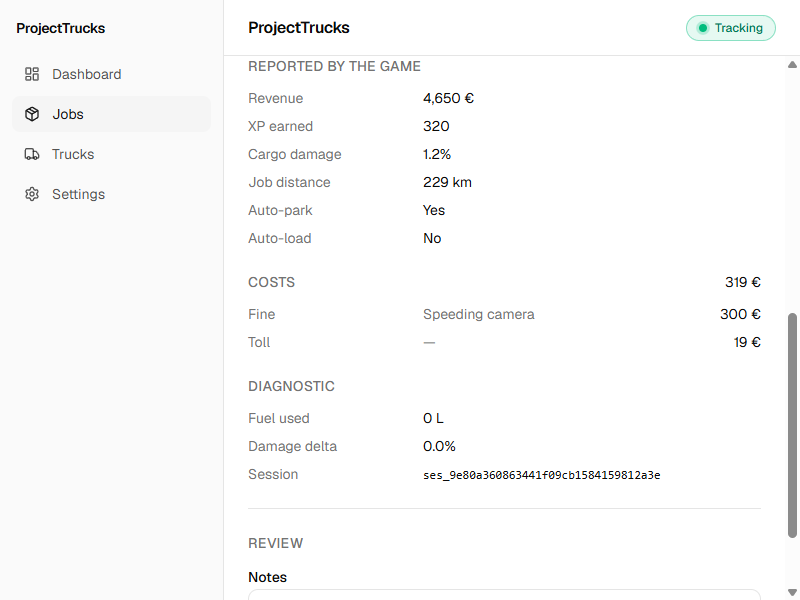 ProjectTrucks
Dashboard
Jobs
Trucks
Settings
ProjectTrucks
Tracking
REPORTED BY THE GAME
Revenue 4,650 €
XP earned 320
Cargo damage 1.2%
Job distance 229 km
Auto-park Yes
Auto-load No
COSTS 319 €
Fine Speeding camera 300 €
Toll — 19 €
DIAGNOSTIC
Fuel used 0 L
Damage delta 0.0%
Session ses_9e80a360863441f09cb1584159812a3e
REVIEW
Notes